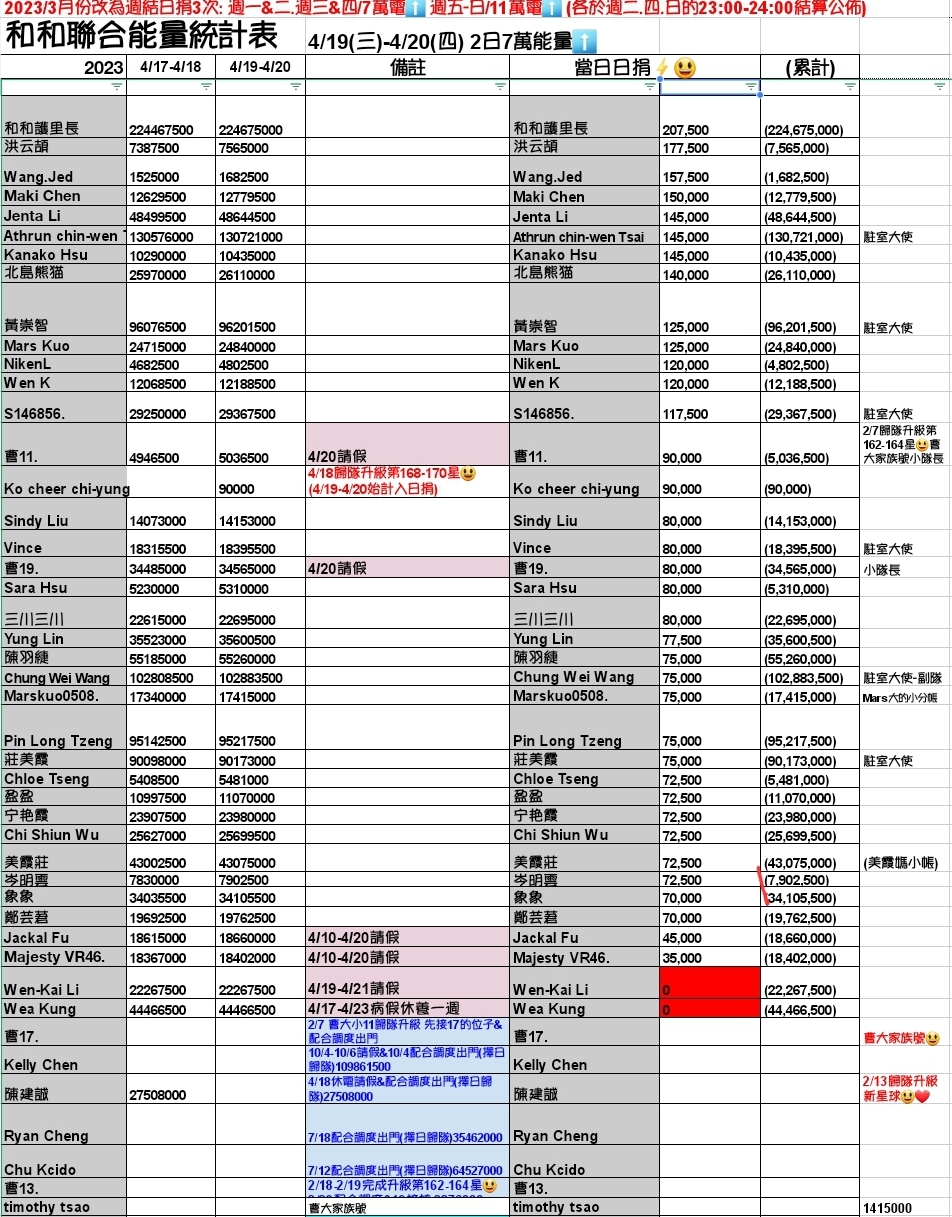 2023/3月份改為週結日捐3次: 週一&二.週三&四/7萬電⬆️ 週五-日/11萬電⬆️ (各於週二.四.日的23:00-24:00結算公佈)
和和聯合能量統計表 4/19(三)-4/20(四) 2日7萬能量⬆️
2023 4/17-4/18 4/19-4/20 備註 當日日捐⚡😃 (累計)
和和護里長 224467500 224675000 和和護里長 207,500 (224,675,000)
洪云頡 7387500 7565000 洪云頡 177,500 (7,565,000)
Wang.Jed 1525000 1682500 Wang.Jed 157,500 (1,682,500)
Maki Chen 12629500 12779500 Maki Chen 150,000 (12,779,500)
Jenta Li 48499500 48644500 Jenta Li 145,000 (48,644,500)
Athrun chin-wen 130576000 130721000 Athrun chin-wen Tsai 145,000 (130,721,000) 駐室大使
Kanako Hsu 10290000 10435000 Kanako Hsu 145,000 (10,435,000)
北島熊猫 25970000 26110000 北島熊猫 140,000 (26,110,000)
黃崇智 96076500 96201500 黃崇智 125,000 (96,201,500) 駐室大使
Mars Kuo 24715000 24840000 Mars Kuo 125,000 (24,840,000)
NikenL 4682500 4802500 NikenL 120,000 (4,802,500)
Wen K 12068500 12188500 Wen K 120,000 (12,188,500)
S146856. 29250000 29367500 S146856. 117,500 (29,367,500) 駐室大使
曹11. 4946500 5036500 4/20請假 曹11. 90,000 (5,036,500)
2/7歸隊升級第
162-164星😃曹
大家族號小隊長
Ko cheer chi-yung 90000
4/18歸隊升級第168-170星😃
(4/19-4/20始計入日捐)
Ko cheer chi-yung 90,000 (90,000)
Sindy Liu 14073000 14153000 Sindy Liu 80,000 (14,153,000)
Vince 18315500 18395500 Vince 80,000 (18,395,500) 駐室大使
曹19. 34485000 34565000 4/20請假 曹19. 80,000 (34,565,000) 小隊長
Sara Hsu 5230000 5310000 Sara Hsu 80,000 (5,310,000)
三川三川 22615000 22695000 三川三川 80,000 (22,695,000)
Yung Lin 35523000 35600500 Yung Lin 77,500 (35,600,500)
陳羽緁 55185000 55260000 陳羽緁 75,000 (55,260,000)
Chung Wei Wang 102808500 102883500 Chung Wei Wang 75,000 (102,883,500) 駐室大使-副隊
Marskuo0508. 17340000 17415000 Marskuo0508. 75,000 (17,415,000) Mars大的小分帳
Pin Long Tzeng 95142500 95217500 Pin Long Tzeng 75,000 (95,217,500)
莊美霞 90098000 90173000 莊美霞 75,000 (90,173,000) 駐室大使
Chloe Tseng 5408500 5481000 Chloe Tseng 72,500 (5,481,000)
盈盈 10997500 11070000 盈盈 72,500 (11,070,000)
宁艳霞 23907500 23980000 宁艳霞 72,500 (23,980,000)
Chi Shiun Wu 25627000 25699500 Chi Shiun Wu 72,500 (25,699,500)
美霞莊 43002500 43075000 美霞莊 72,500 (43,075,000) (美霞媽小帳)
岑明雲 7830000 7902500 岑明雲 72,500 (7,902,500)
象象 34035500 34105500 象象 70,000 34,105,500)
鄭芸莙 19692500 19762500 鄭芸莙 70,000 (19,762,500)
Jackal Fu 18615000 18660000 4/10-4/20請假 Jackal Fu 45,000 (18,660,000)
Majesty VR46. 18367000 18402000 4/10-4/20請假 Majesty VR46. 35,000 (18,402,000)
Wen-Kai Li 22267500 22267500 4/19-4/21請假 Wen-Kai Li 0 (22,267,500)
Wea Kung 44466500 44466500 4/17-4/23病假休養一週 Wea Kung 0 (44,466,500)
曹17.
2/7 曹大小11歸隊升級 先接17的位子&
配合調度出門
曹17. 曹大家族號😃
Kelly Chen
10/4-10/6請假&10/4配合調度出門(擇日
歸隊)109861500
Kelly Chen
陳建誠 27508000
4/18休電請假&配合調度出門(擇日歸
隊)27508000
陳建誠
2/13歸隊升級
新星球😃❤️
Ryan Cheng 7/18配合調度出門(擇日歸隊)35462000 Ryan Cheng
Chu Kcido 7/12配合調度出門(擇日歸隊)64527000 Chu Kcido
曹13. 2/18-2/19完成升級第162-164星😃 曹13.
timothy tsao 曹大家族號 timothy tsao 1415000